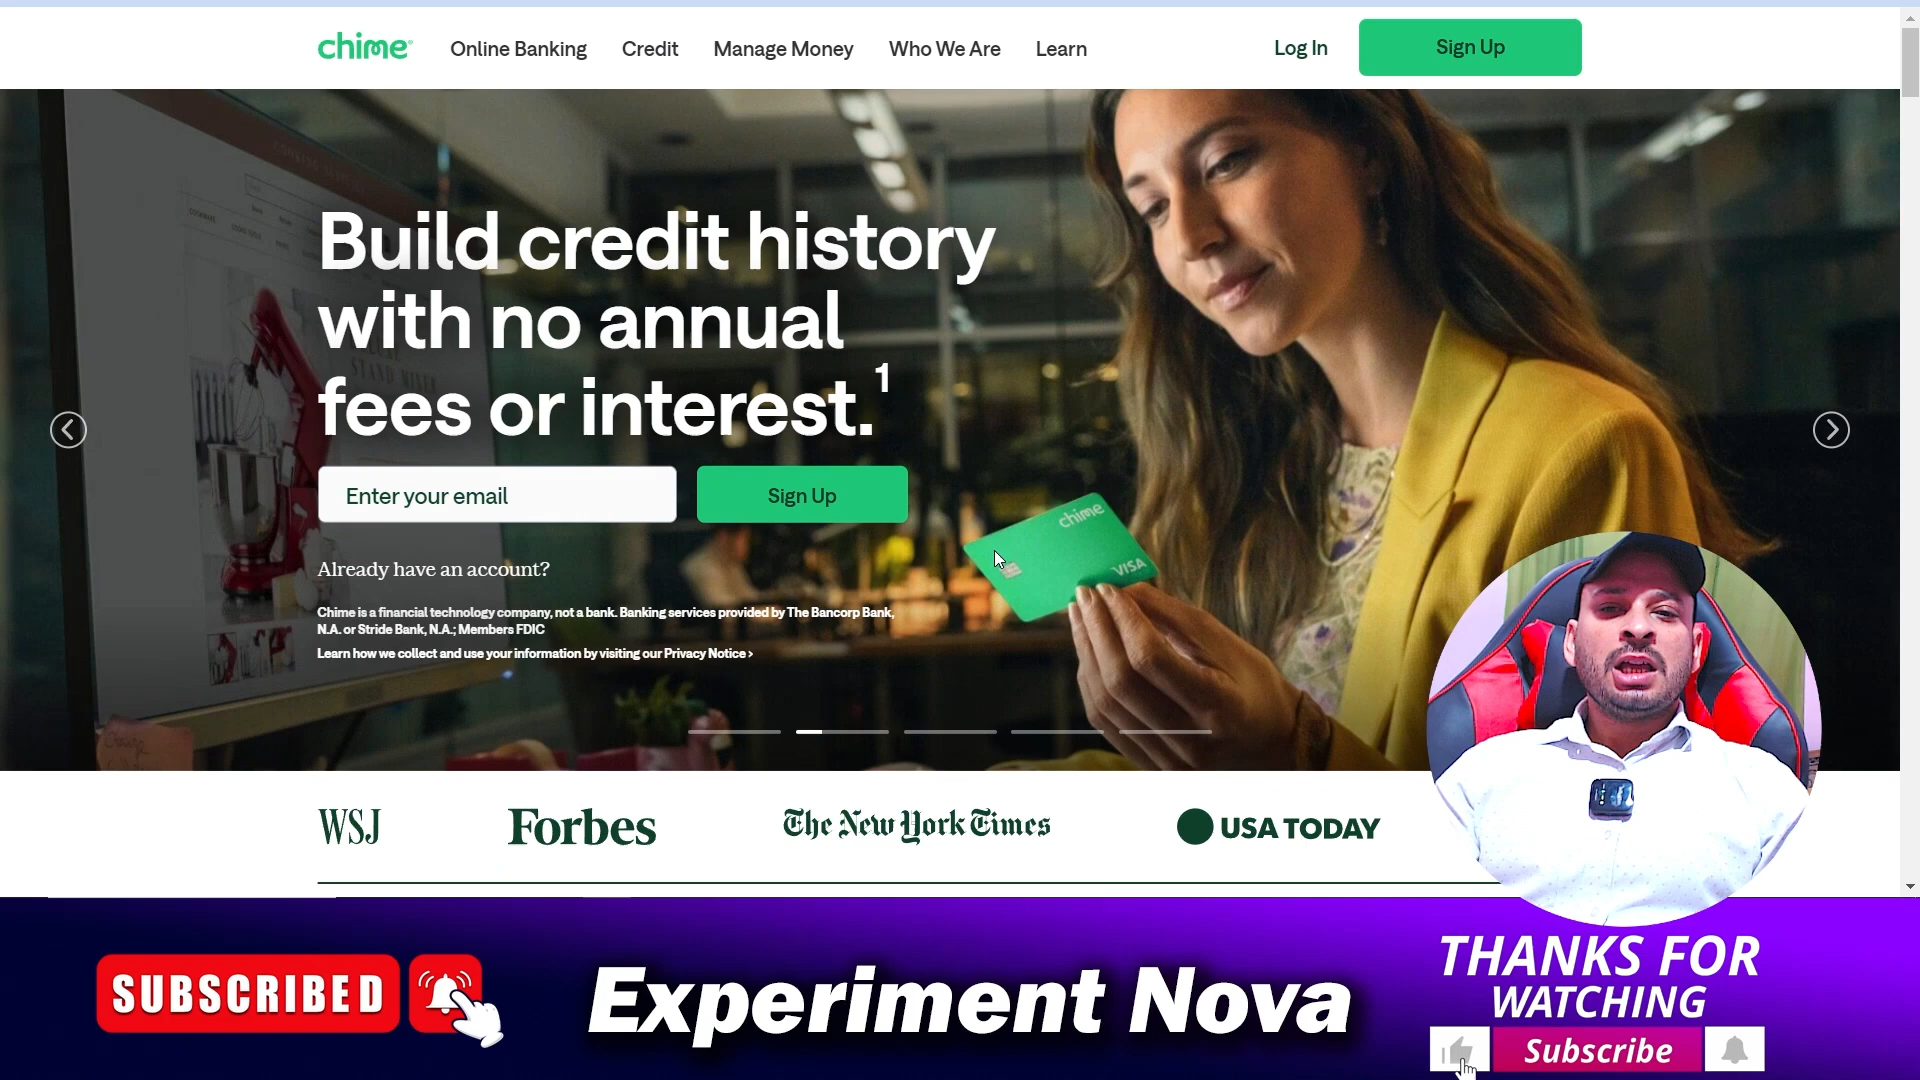 chime
Online Banking
Credit
Manage Money
Who We Are
Learn
Log In
Sign Up
Build credit history
with no annual
fees or interest.1
Enter your email
Sign Up
Already have an account?
Chime is a financial technology company, not a bank. Banking services provided by The Bancorp Bank,
N.A. or Stride Bank, N.A.; Members FDIC
Learn how we collect and use your information by visiting our Privacy Notice >
chime
VISA
WSJ
Forbes
The New York Times
USA TODAY
SUBSCRIBED
Experiment Nova
THANKS FOR
WATCHING
Subscribe